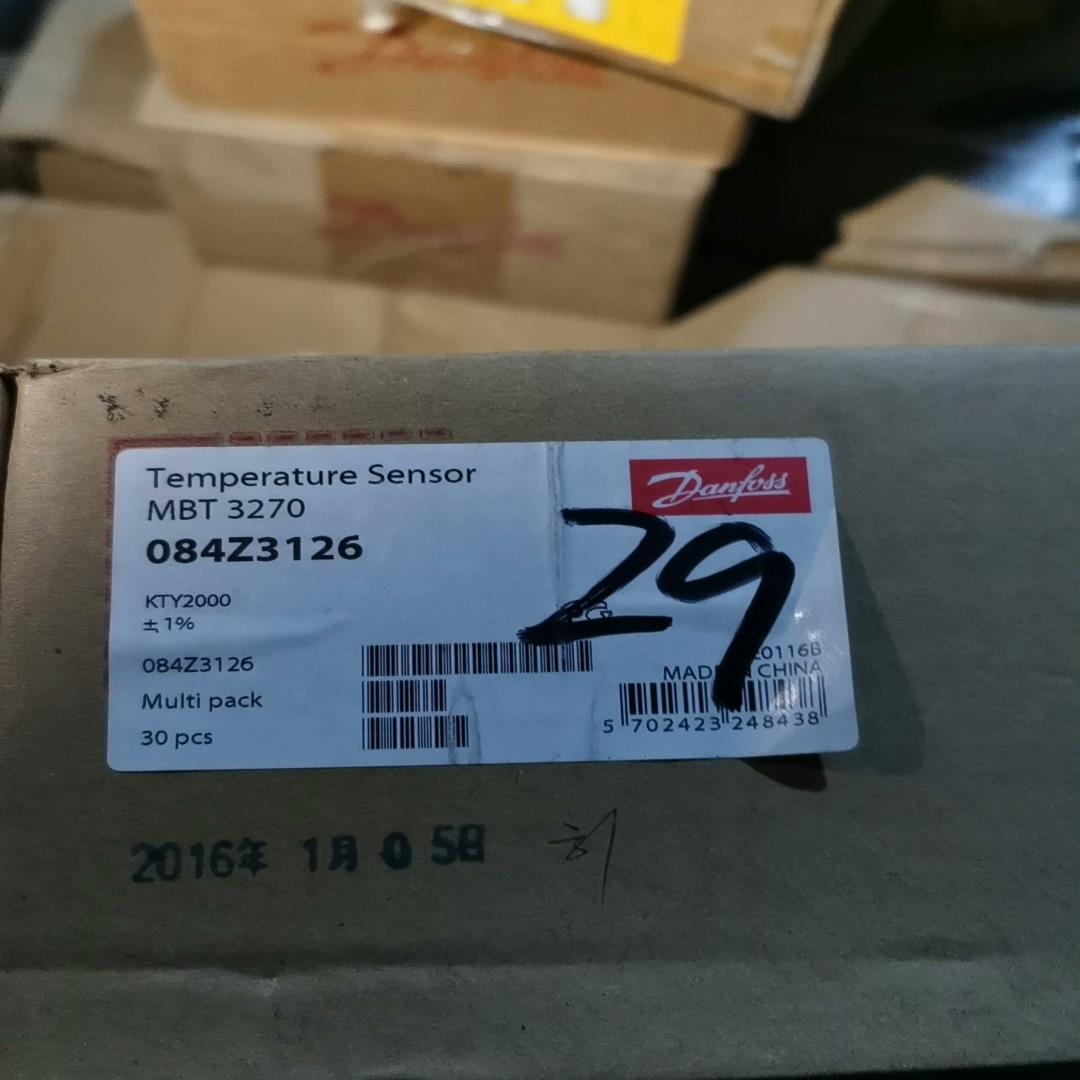 Temperature Sensor
MBT 3270
084Z3126
Danfoss
29
KTY2000
± 1%
084Z3126
Multi pack
30 pcs
0116B
MADE IN CHINA
5 702423 248438
2016年 1月 05日